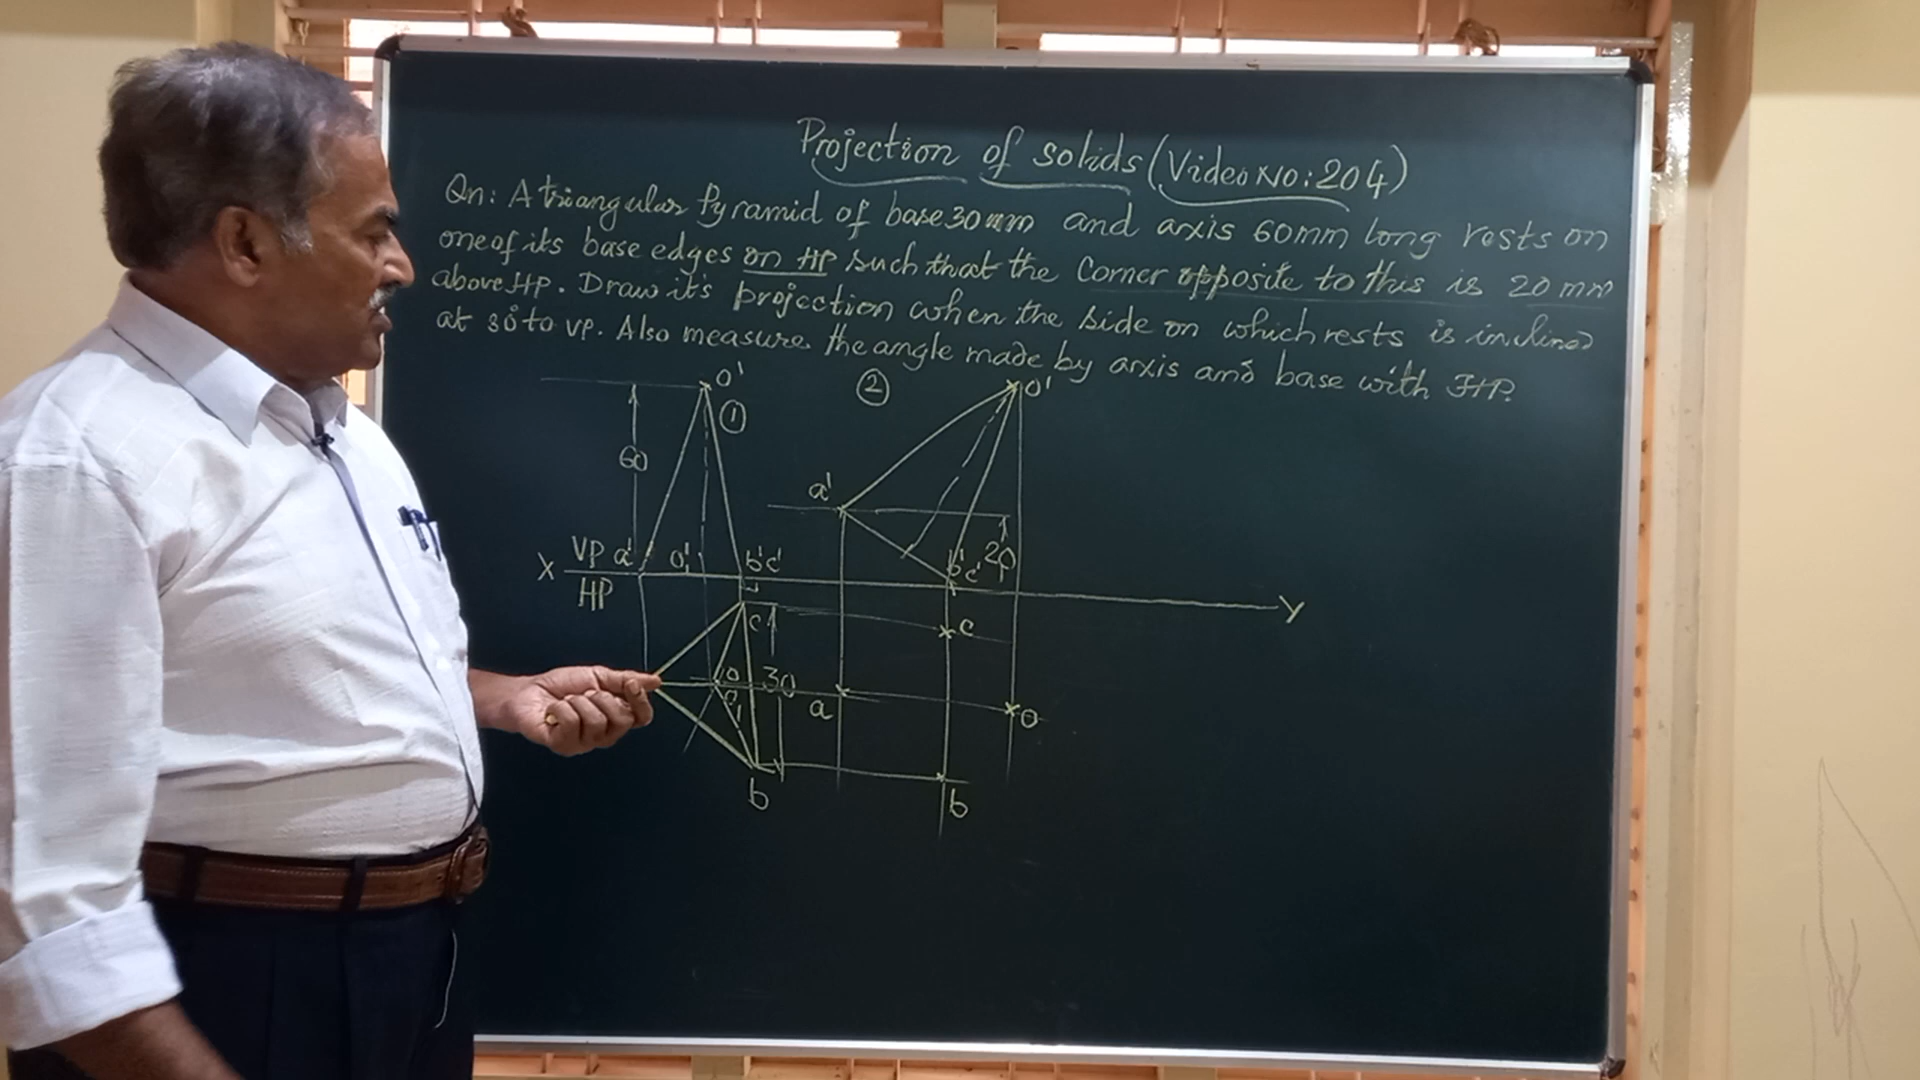 Projection of solids (Video NO: 204)
Qn: A triangular Pyramid of base 30mm and axis 60mm long rests on
one of its base edges on HP such that the corner opposite to this is 20 mm
above HP. Draw it's projection when the side on which rests is inclined
at 30° to VP. Also measure the angle made by axis and base with HP.
o' ① ② o'
60
a'
X VP a' o₁' b'c' b'c' 20
HP Y
c c
o 30
o₁ a o
b b